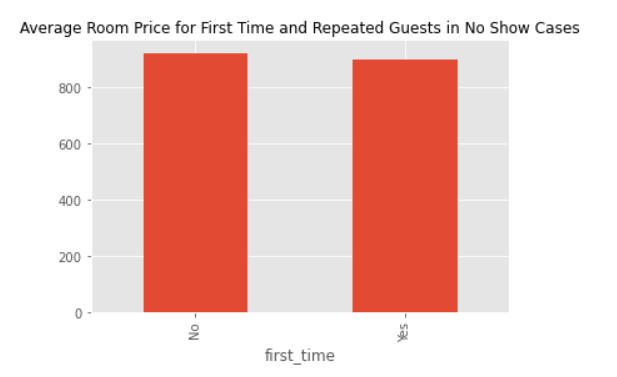 Average Room Price for First Time and Repeated Guests in No Show Cases
800
600
400
200
0
No
Yes
first_time